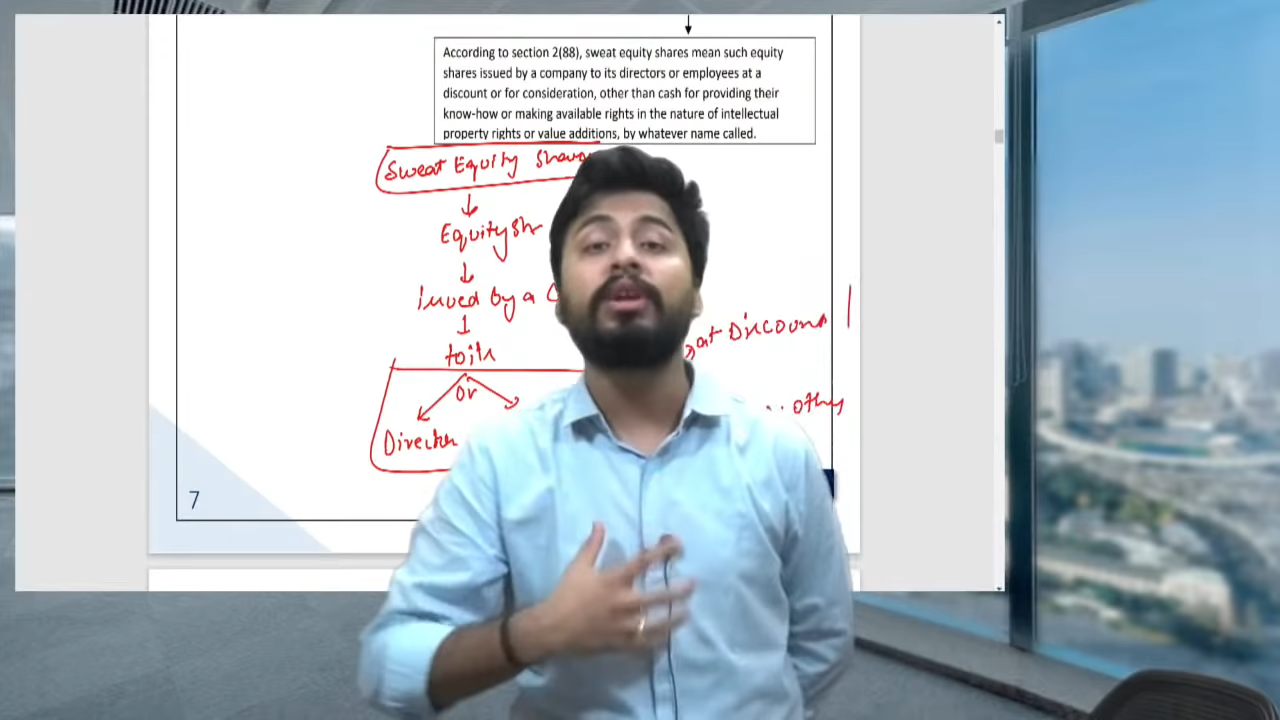 According to section 2(88), sweat equity shares mean such equity
shares issued by a company to its directors or employees at a
discount or for consideration, other than cash for providing their
know-how or making available rights in the nature of intellectual
property rights or value additions, by whatever name called.
Sweat Equity
Equity Sh
issued by a C
at Discount
to its
Or
other
Director
7